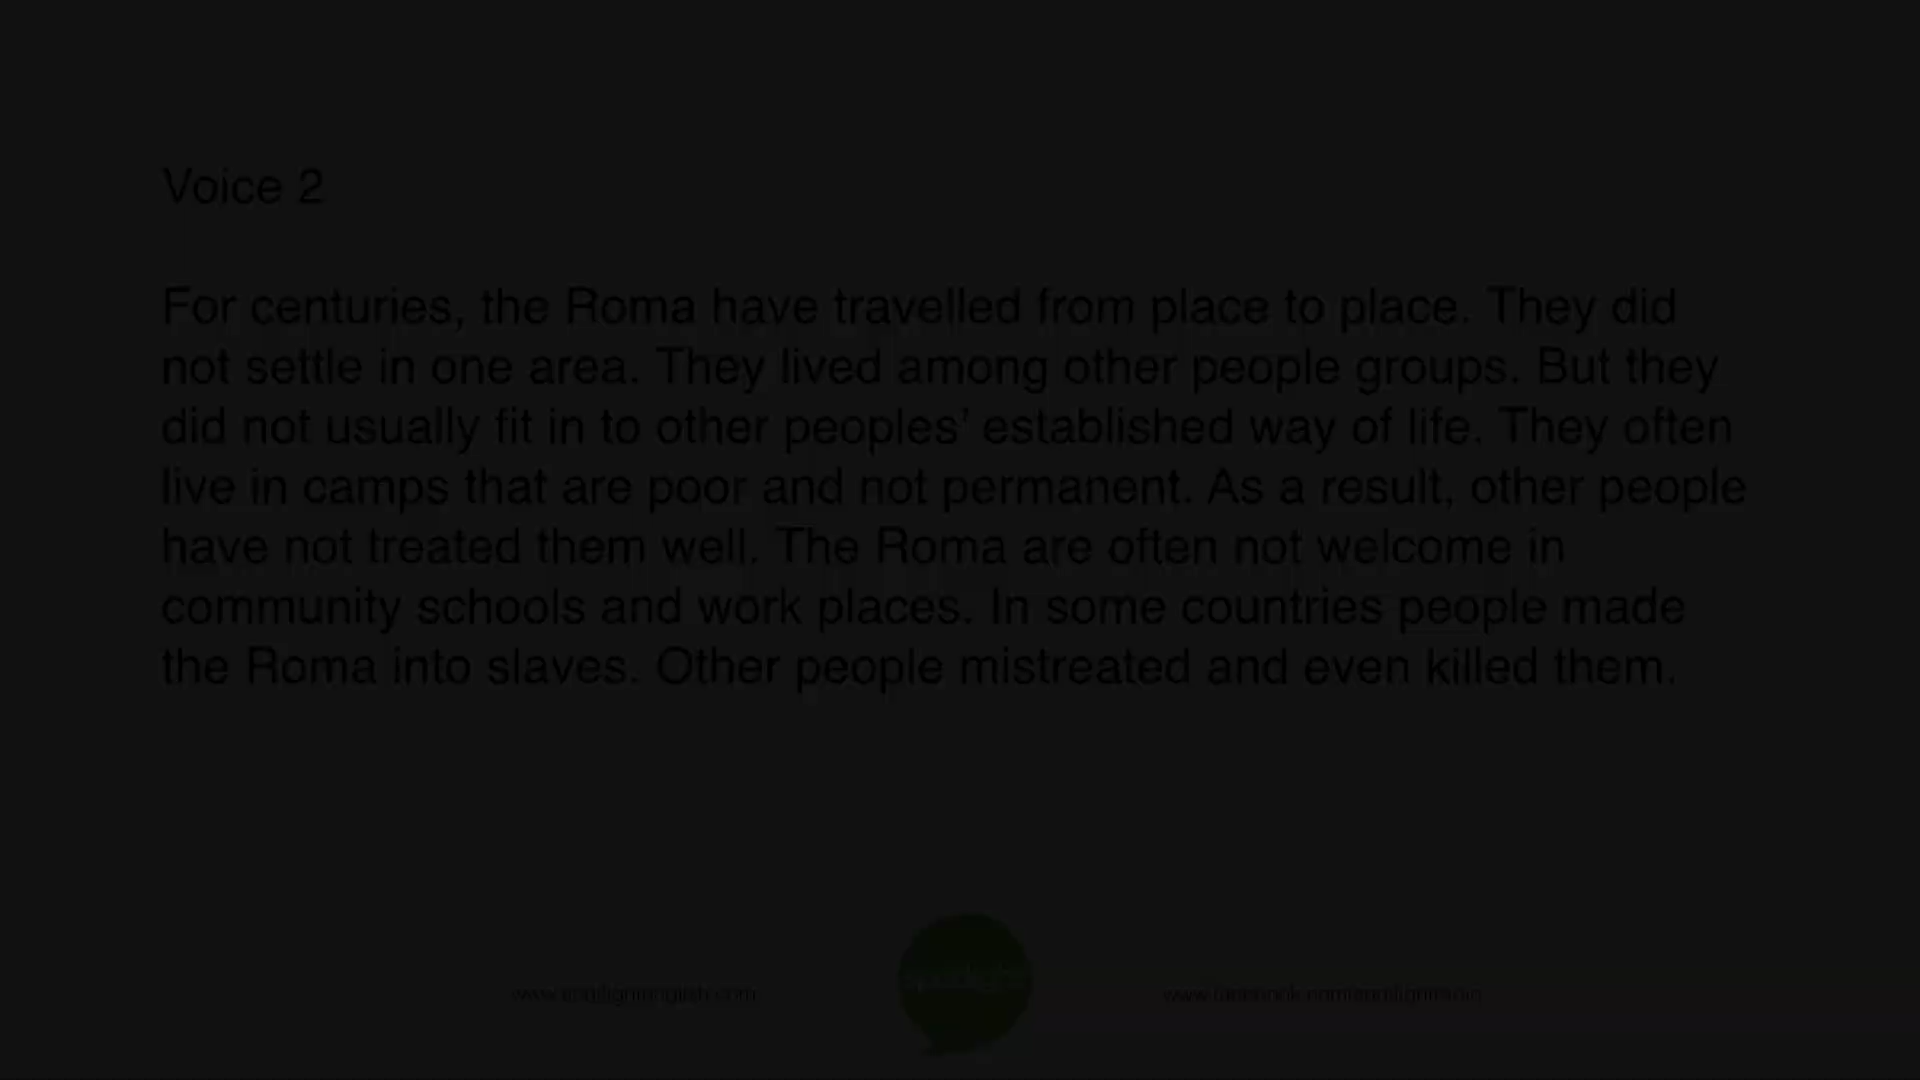 Voice 2
For centuries, the Roma have travelled from place to place. They did
not settle in one area. They lived among other people groups. But they
did not usually fit in to other peoples' established way of life. They often
live in camps that are poor and not permanent. As a result, other people
have not treated them well. The Roma are often not welcome in
community schools and work places. In some countries people made
the Roma into slaves. Other people mistreated and even killed them.